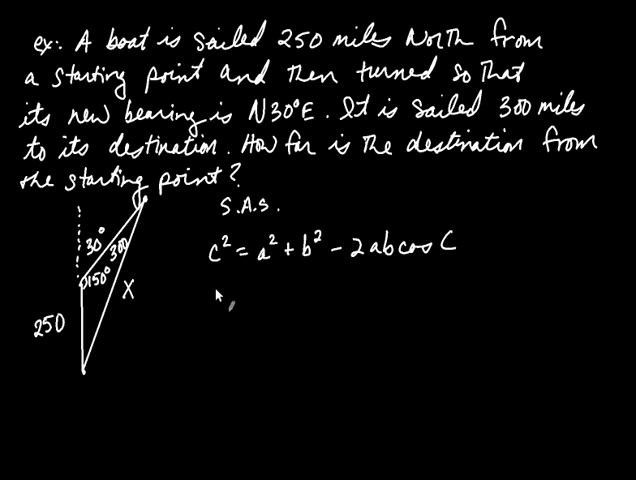 ex: A boat is sailed 250 miles North from
a starting point and then turned so that
its new bearing is N30°E. It is sailed 300 miles
to its destination. How far is the destination from
the starting point?
S.A.S.
c² = a² + b² - 2ab cos C
30°
300
150°
X
250